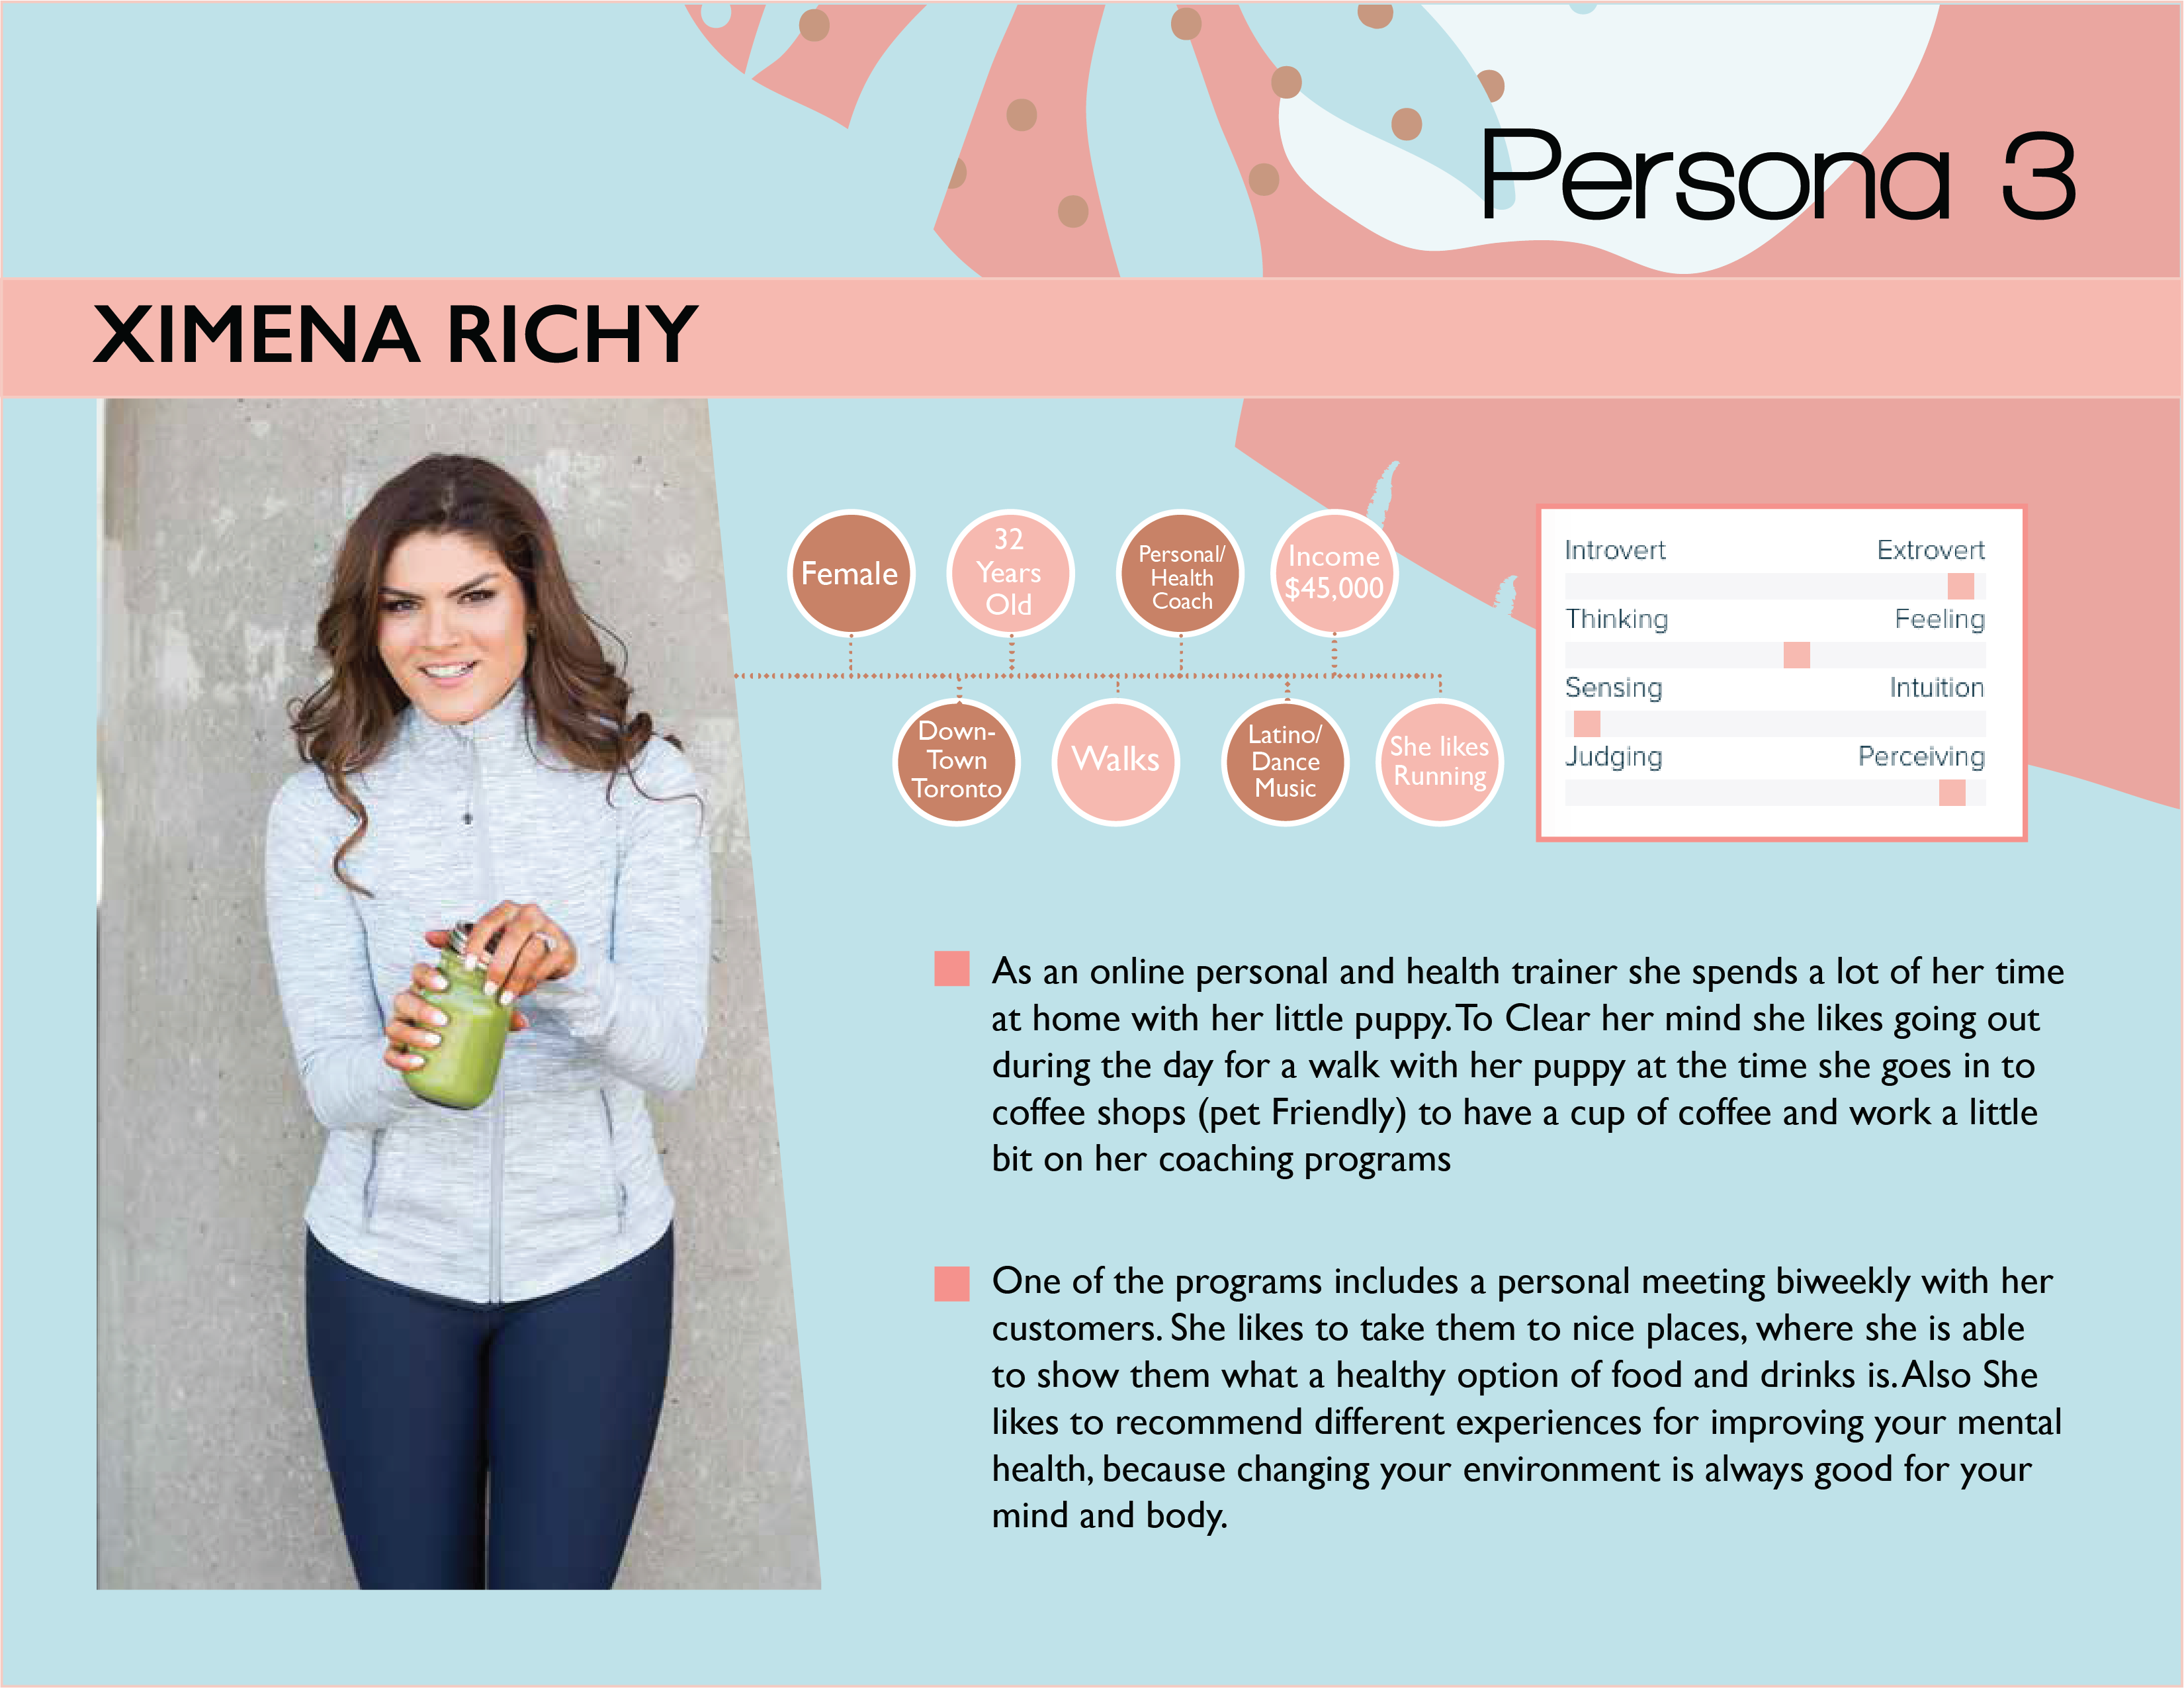 Persona 3
XIMENA RICHY
Female
32
Years
Old
Personal/
Health
Coach
Income
$45,000
Down-
Town
Toronto
Walks
Latino/
Dance
Music
She likes
Running
Introvert Extrovert
Thinking Feeling
Sensing Intuition
Judging Perceiving
As an online personal and health trainer she spends a lot of her time
at home with her little puppy. To Clear her mind she likes going out
during the day for a walk with her puppy at the time she goes in to
coffee shops (pet Friendly) to have a cup of coffee and work a little
bit on her coaching programs
One of the programs includes a personal meeting biweekly with her
customers. She likes to take them to nice places, where she is able
to show them what a healthy option of food and drinks is. Also She
likes to recommend different experiences for improving your mental
health, because changing your environment is always good for your
mind and body.